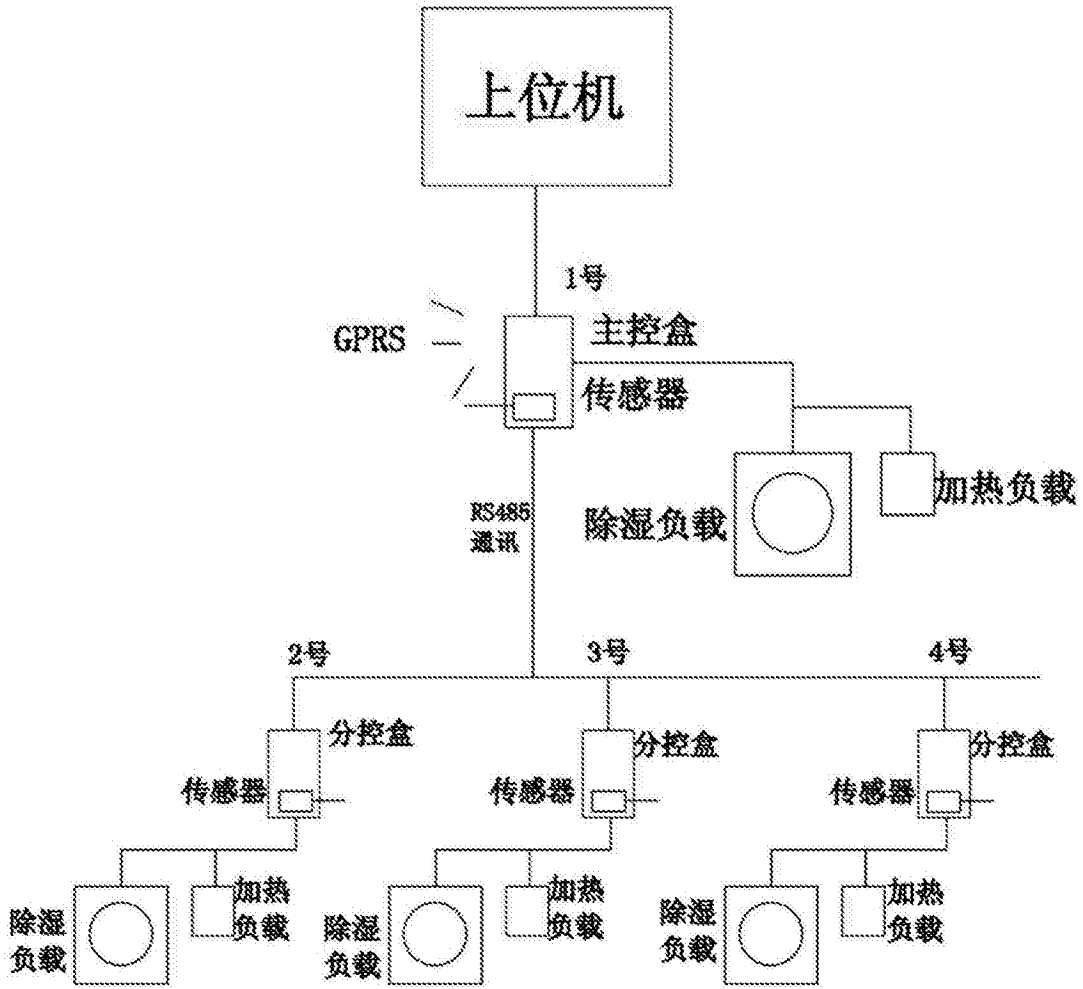 上位机
1号
GPRS
主控盒
传感器
加热负载
除湿负载
RS485
通讯
2号
3号
4号
分控盒
分控盒
分控盒
传感器
传感器
传感器
加热
负载
除湿
负载
加热
负载
除湿
负载
加热
负载
除湿
负载